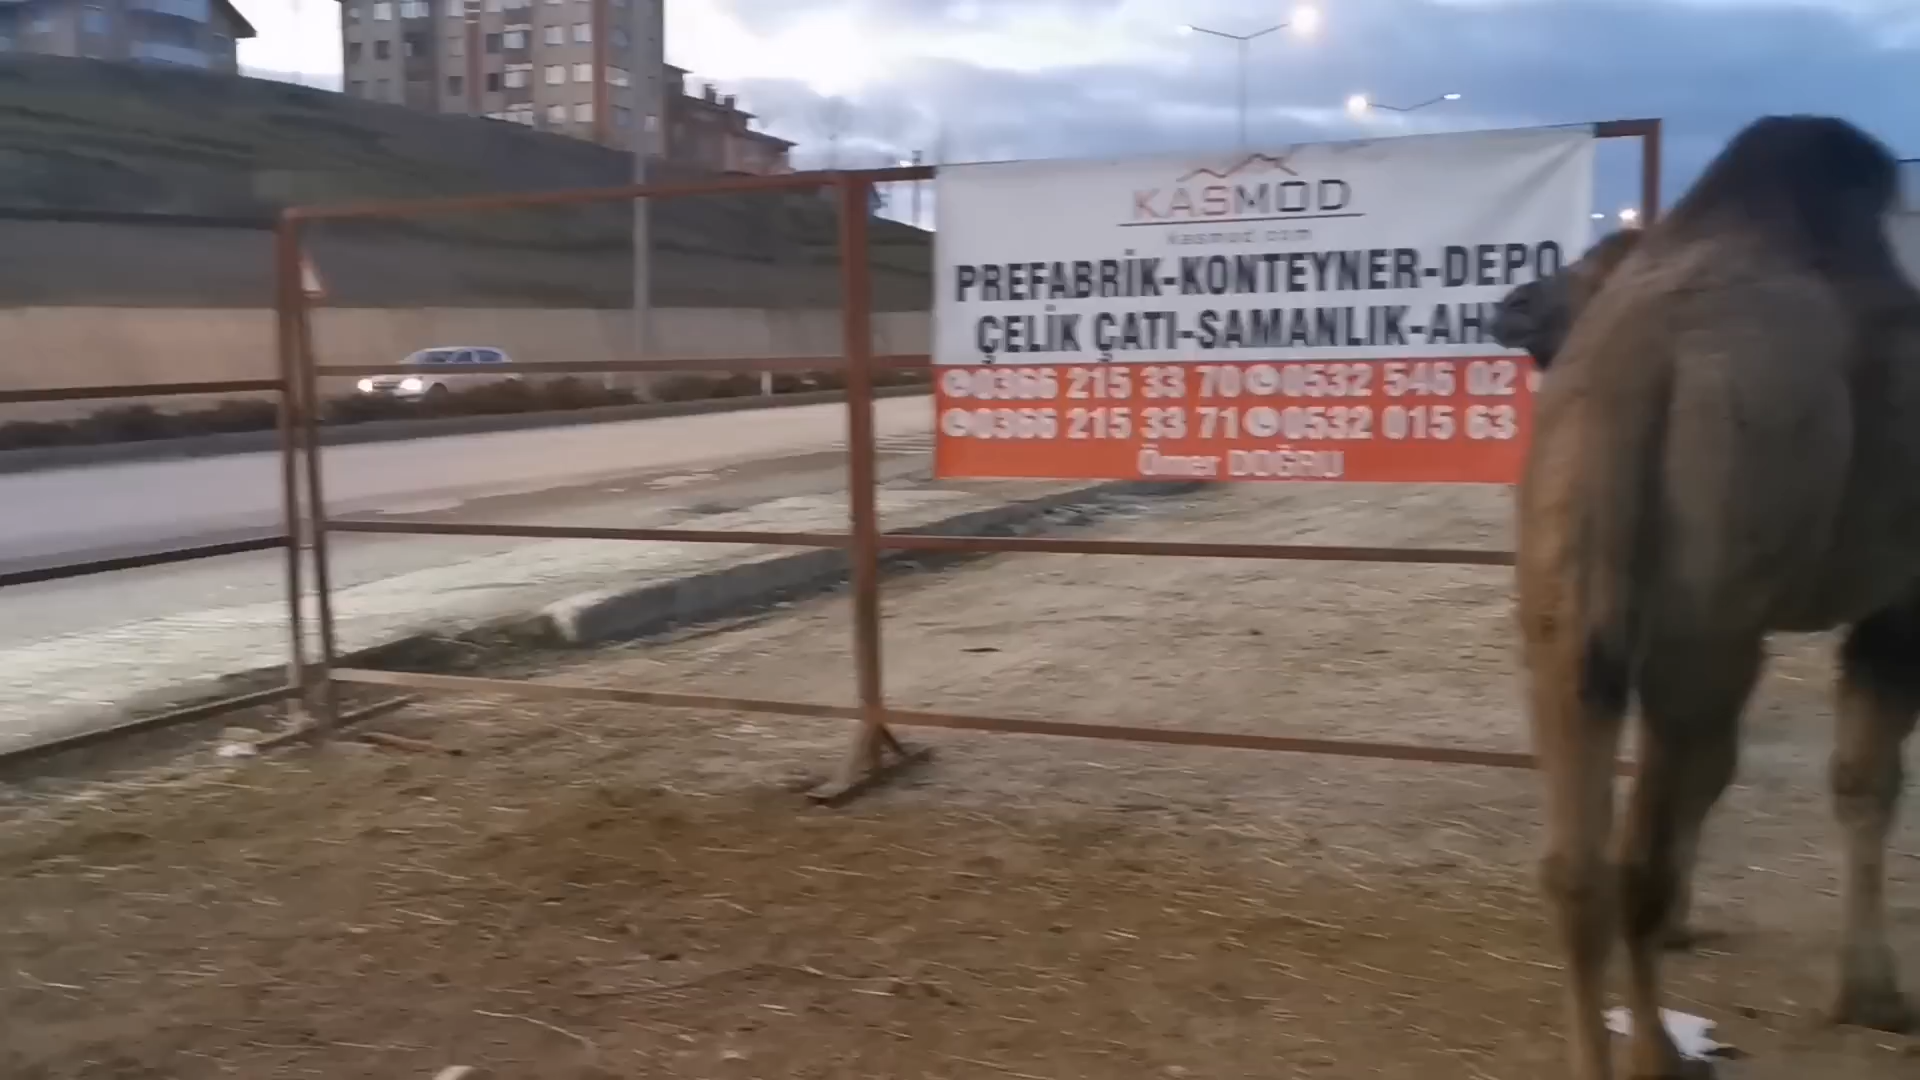 KASMOD
kasmod.com
PREFABRİK-KONTEYNER-DEPO
ÇELİK ÇATI-SAMANLIK-AH
0366 215 33 70 0532 546 02
0366 215 33 71 0532 015 63
Ömer DOĞRU